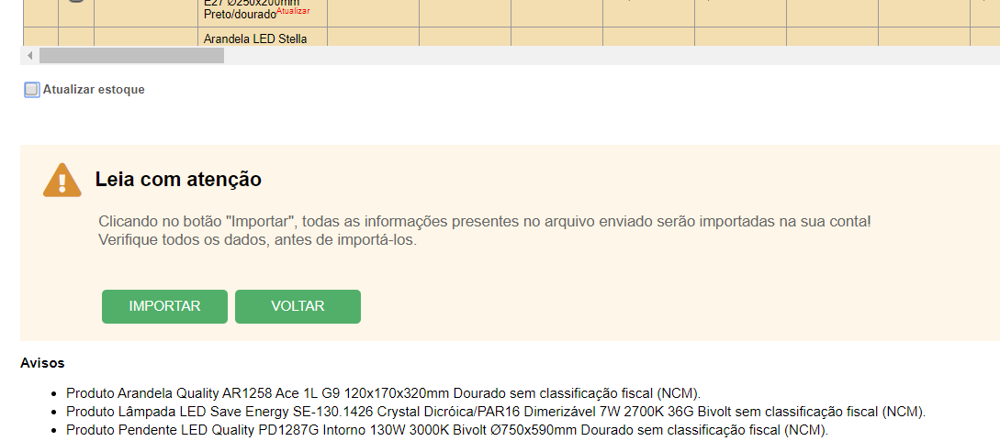 E27 Ø250x200mm
Preto/dourado Atualizar
Arandela LED Stella
Atualizar estoque
Leia com atenção
Clicando no botão "Importar", todas as informações presentes no arquivo enviado serão importadas na sua conta!
Verifique todos os dados, antes de importá-los.
IMPORTAR VOLTAR
Avisos
Produto Arandela Quality AR1258 Ace 1L G9 120x170x320mm Dourado sem classificação fiscal (NCM).
Produto Lâmpada LED Save Energy SE-130.1426 Crystal Dicróica/PAR16 Dimerizável 7W 2700K 36G Bivolt sem classificação fiscal (NCM).
Produto Pendente LED Quality PD1287G Intorno 130W 3000K Bivolt Ø750x590mm Dourado sem classificação fiscal (NCM).